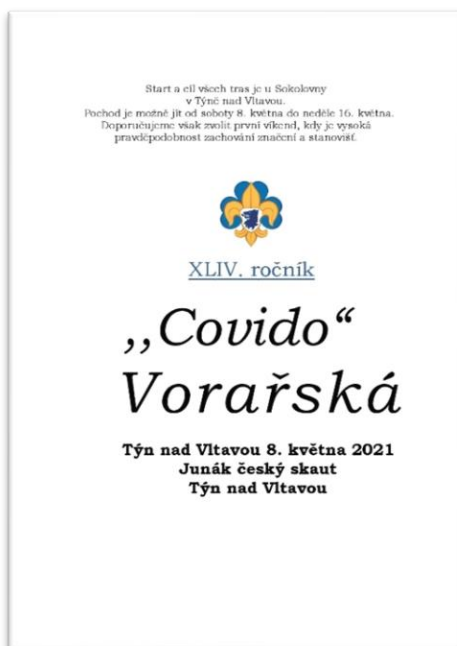 Start a cíl všech tras je u Sokolovny
v Týně nad Vltavou.
Pochod je možné jít od soboty 8. května do neděle 16. května.
Doporučujeme však zvolit první víkend, kdy je vysoká
pravděpodobnost zachování značení a stanovišť.
XLIV. ročník
,,Covido“
Vorařská
Týn nad Vltavou 8. května 2021
Junák český skaut
Týn nad Vltavou